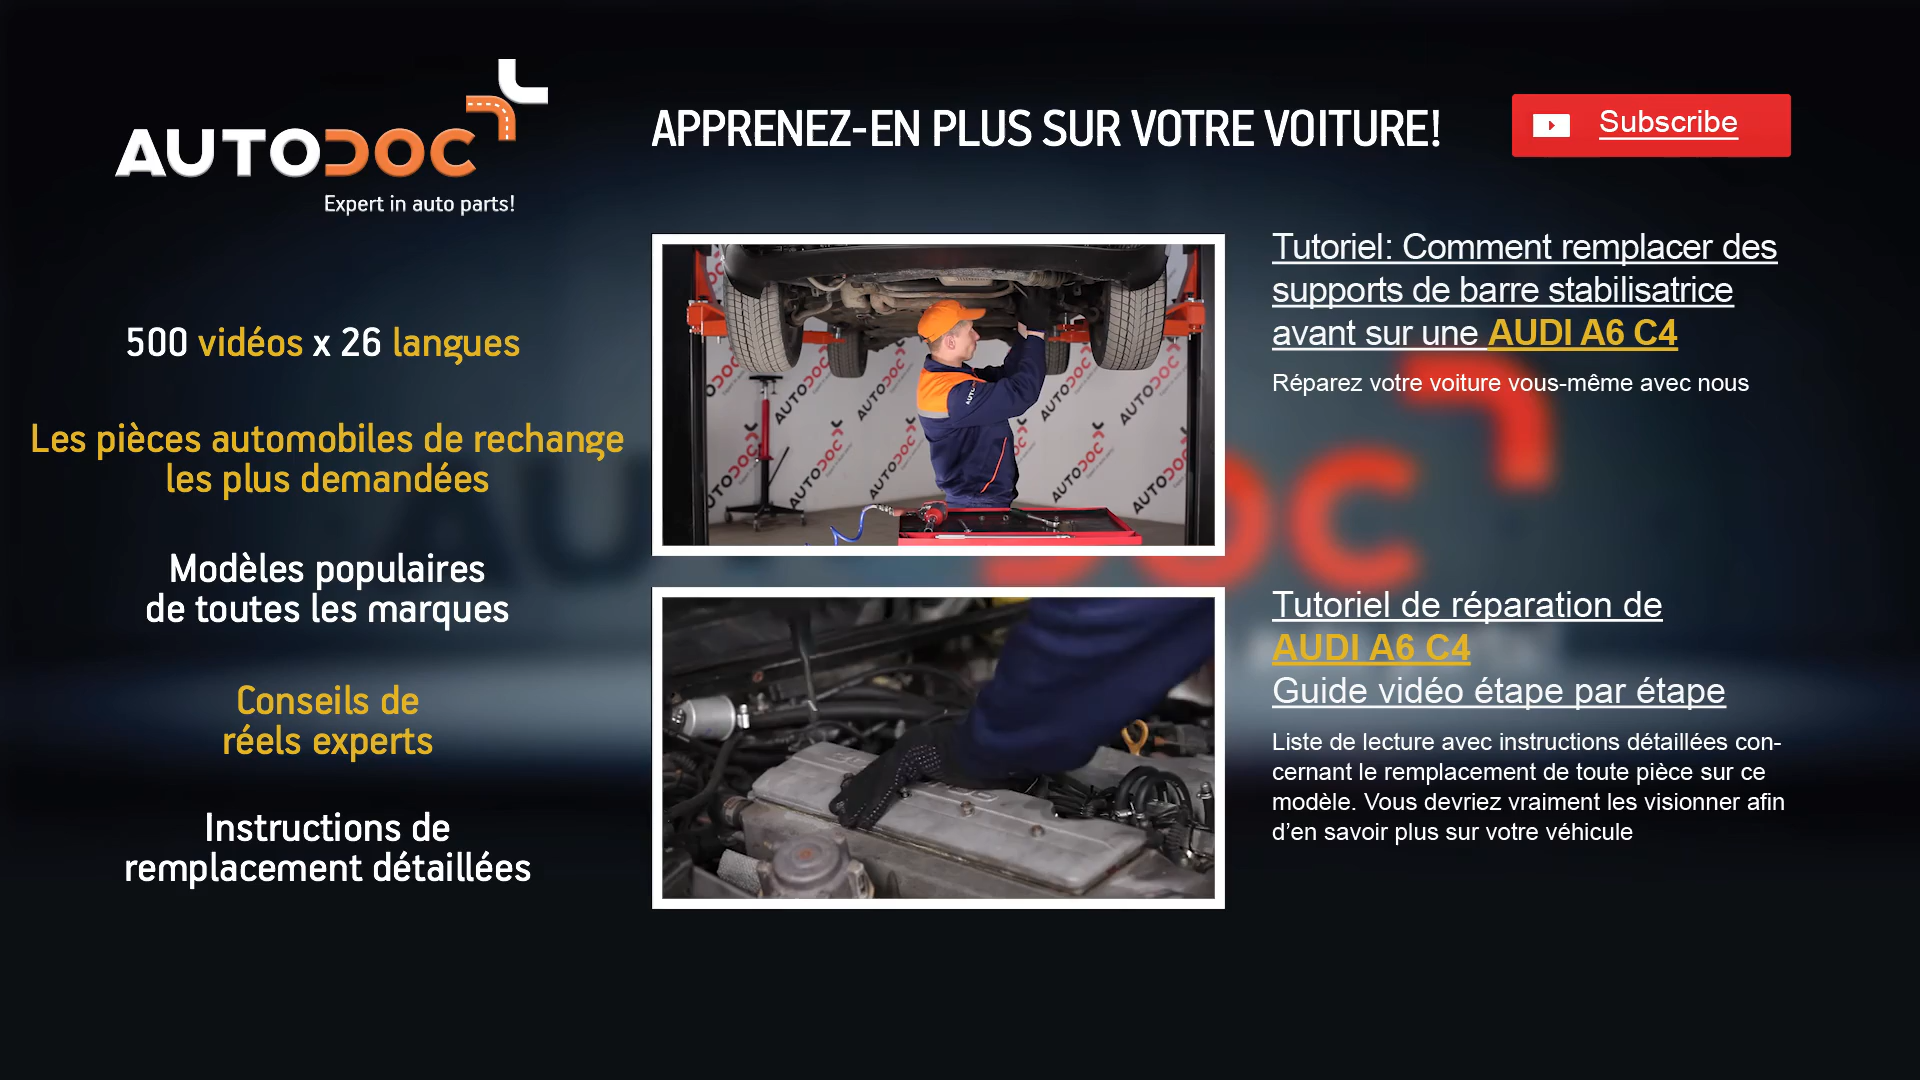 AUTODOC
Expert in auto parts!
APPRENEZ-EN PLUS SUR VOTRE VOITURE!
Subscribe
500 vidéos x 26 langues
Les pièces automobiles de rechange
les plus demandées
Modèles populaires
de toutes les marques
Conseils de
réels experts
Instructions de
remplacement détaillées
Tutoriel: Comment remplacer des
supports de barre stabilisatrice
avant sur une AUDI A6 C4
Réparez votre voiture vous-même avec nous
Tutoriel de réparation de
AUDI A6 C4
Guide vidéo étape par étape
Liste de lecture avec instructions détaillées con-
cernant le remplacement de toute pièce sur ce
modèle. Vous devriez vraiment les visionner afin
d’en savoir plus sur votre véhicule